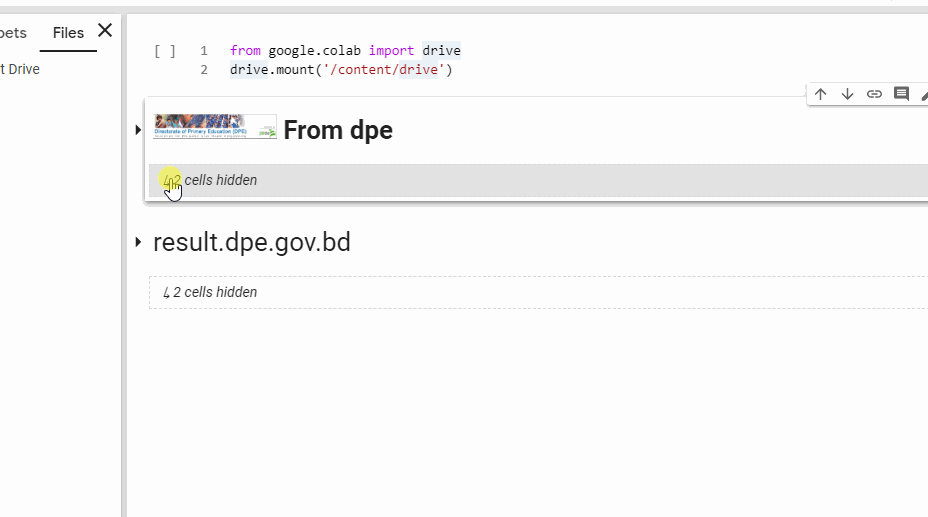 pets Files
t Drive
[ ] 1 from google.colab import drive
2 drive.mount('/content/drive')
Directorate of Primary Education (DPE)
From dpe
2 cells hidden
result.dpe.gov.bd
2 cells hidden